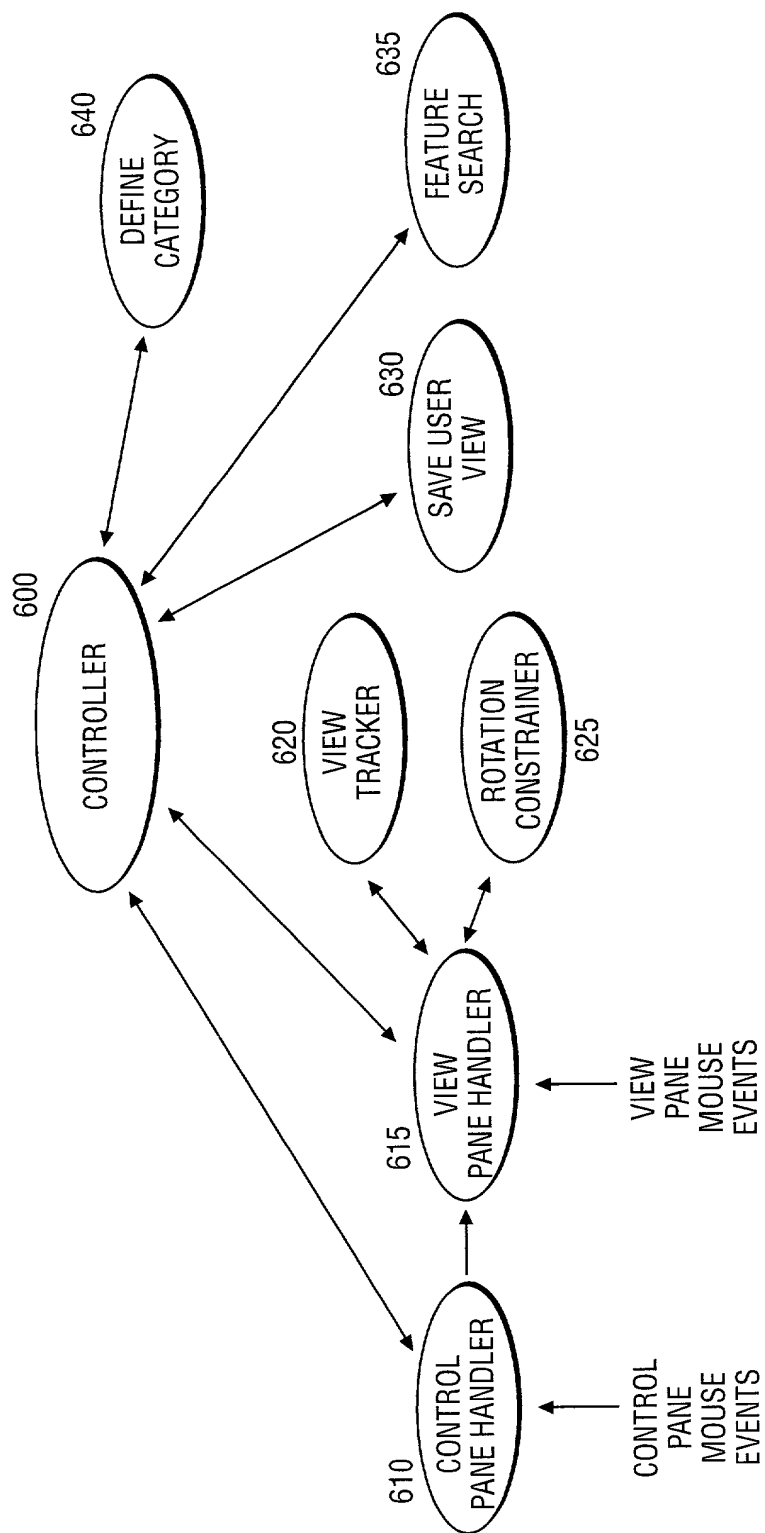 600
CONTROLLER
640
DEFINE
CATEGORY
620
VIEW
TRACKER
630
SAVE USER
VIEW
635
FEATURE
SEARCH
610
CONTROL
PANE HANDLER
615
VIEW
PANE HANDLER
ROTATION
CONSTRAINER
625
CONTROL
PANE
MOUSE
EVENTS
VIEW
PANE
MOUSE
EVENTS